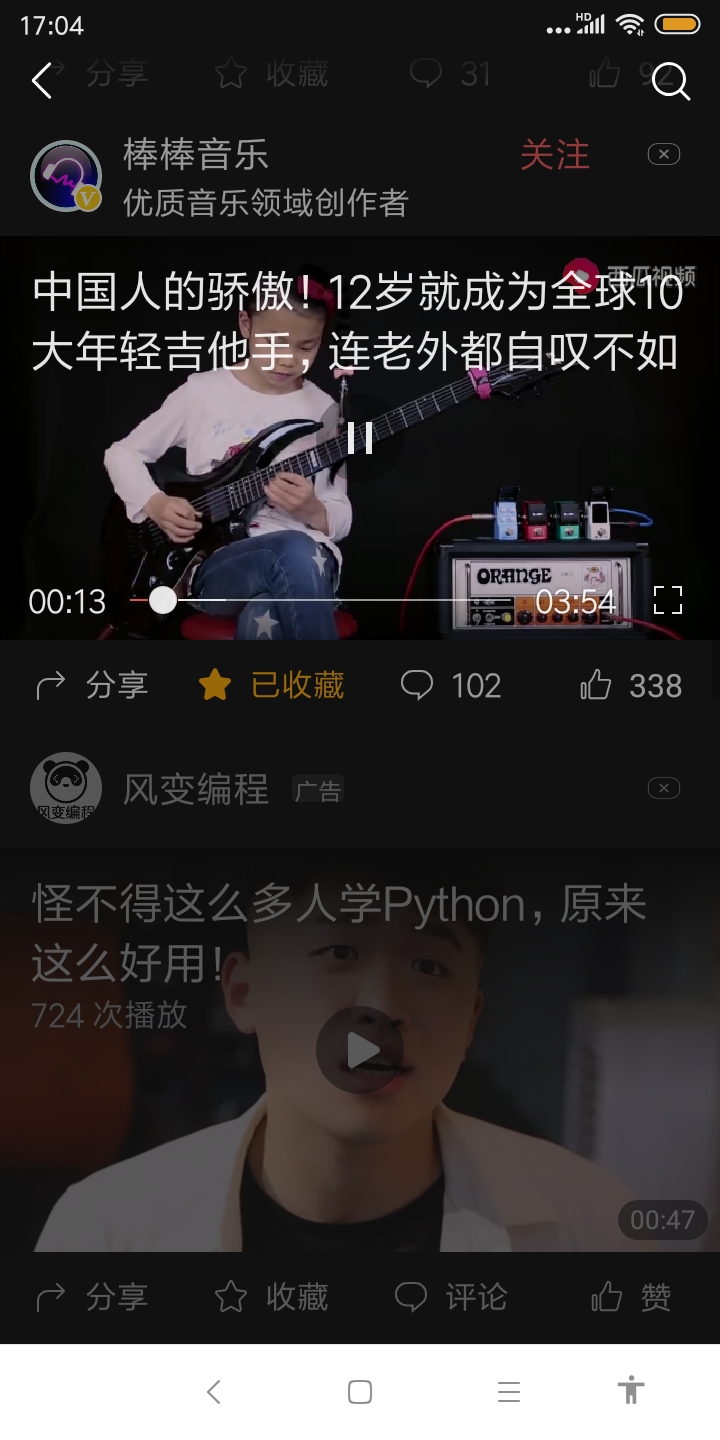 17:04
HD
分享
收藏
31
92
棒棒音乐
关注
优质音乐领域创作者
西瓜视频
中国人的骄傲！12岁就成为全球10
大年轻吉他手，连老外都自叹不如
ORANGE
00:13
03:54
分享
已收藏
102
338
风变编程
广告
风变编程
怪不得这么多人学Python，原来
这么好用！
724 次播放
00:47
分享
收藏
评论
赞